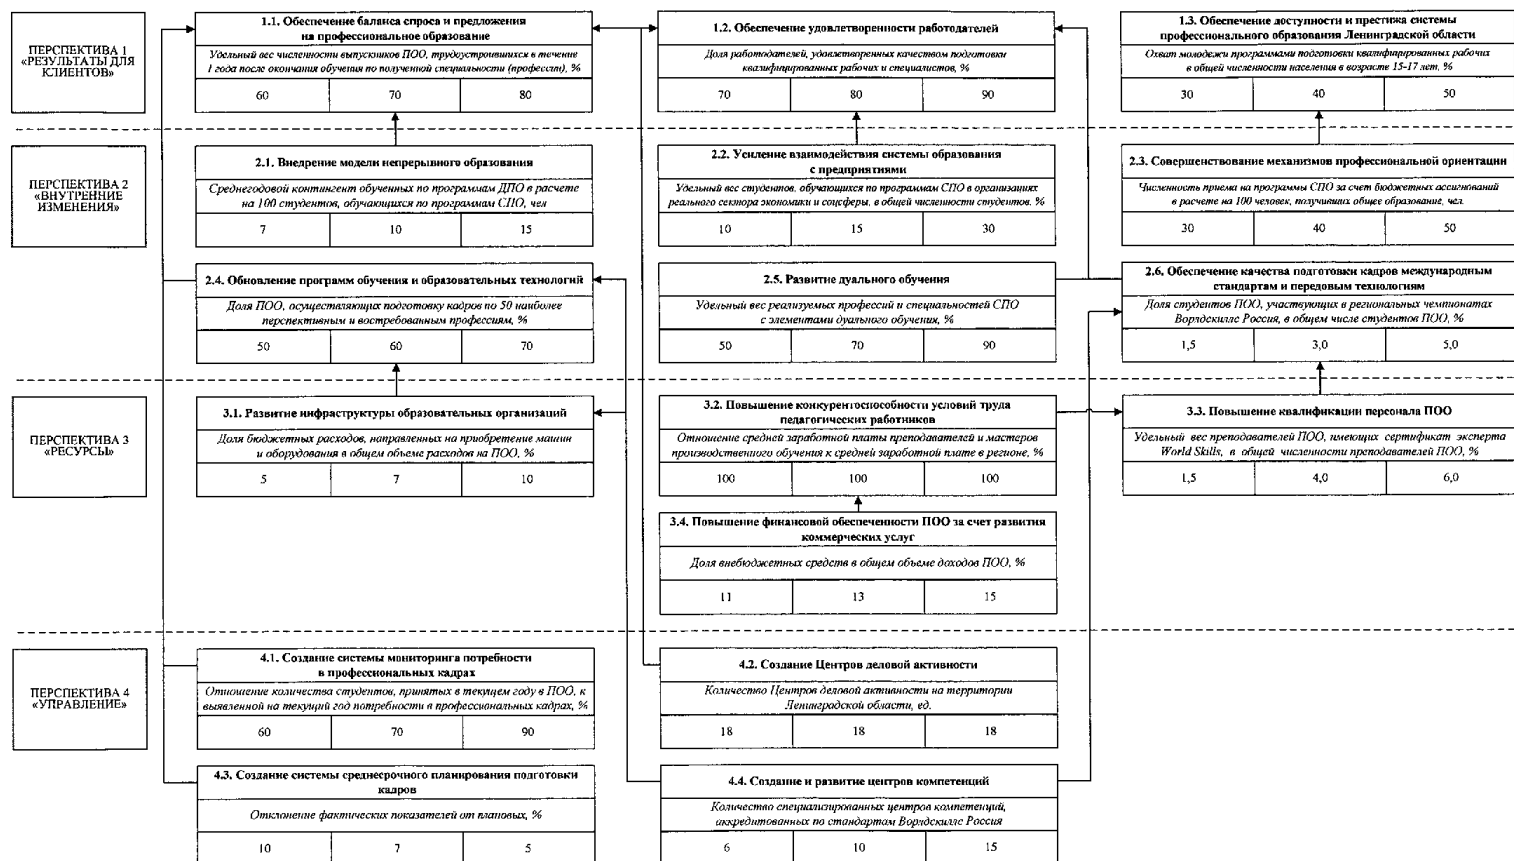 ПЕРСПЕКТИВА 1
«РЕЗУЛЬТАТЫ ДЛЯ
КЛИЕНТОВ»
1.1. Обеспечение баланса спроса и предложения
на профессиональное образование
Удельный вес численности выпускников ПОО, трудоустроившихся в течение
1 года после окончания обучения по полученной специальности (профессии), %
60 70 80
1.2. Обеспечение удовлетворенности работодателей
Доля работодателей, удовлетворенных качеством подготовки
квалифицированных рабочих и специалистов, %
70 80 90
1.3. Обеспечение доступности и престижа системы
профессионального образования Ленинградской области
Охват молодежи программами подготовки квалифицированных рабочих
в общей численности населения в возрасте 15-17 лет, %
30 40 50
ПЕРСПЕКТИВА 2
«ВНУТРЕННИЕ
ИЗМЕНЕНИЯ»
2.1. Внедрение модели непрерывного образования
Среднегодовой контингент обученных по программам ДПО в расчете
на 100 студентов, обучающихся по программам СПО, чел
7 10 15
2.2. Усиление взаимодействия системы образования
с предприятиями
Удельный вес студентов, обучающихся по программам СПО в организациях
реального сектора экономики и соцсферы, в общей численности студентов, %
10 15 30
2.3. Совершенствование механизмов профессиональной ориентации
Численность приема на программы СПО за счет бюджетных ассигнований
в расчете на 100 человек, получивших общее образование, чел.
30 40 50
2.4. Обновление программ обучения и образовательных технологий
Доля ПОО, осуществляющих подготовку кадров по 50 наиболее
перспективным и востребованным профессиям, %
50 60 70
2.5. Развитие дуального обучения
Удельный вес реализуемых профессий и специальностей СПО
с элементами дуального обучения, %
50 70 90
2.6. Обеспечение качества подготовки кадров международным
стандартам и передовым технологиям
Доля студентов ПОО, участвующих в региональных чемпионатах
Ворлдскиллс Россия, в общем числе студентов ПОО, %
1,5 3,0 5,0
ПЕРСПЕКТИВА 3
«РЕСУРСЫ»
3.1. Развитие инфраструктуры образовательных организаций
Доля бюджетных расходов, направленных на приобретение машин
и оборудования в общем объеме расходов на ПОО, %
5 7 10
3.2. Повышение конкурентоспособности условий труда
педагогических работников
Отношение средней заработной платы преподавателей и мастеров
производственного обучения к средней заработной плате в регионе, %
100 100 100
3.3. Повышение квалификации персонала ПОО
Удельный вес преподавателей ПОО, имеющих сертификат эксперта
World Skills, в общей численности преподавателей ПОО, %
1,5 4,0 6,0
3.4. Повышение финансовой обеспеченности ПОО за счет развития
коммерческих услуг
Доля внебюджетных средств в общем объеме доходов ПОО, %
11 13 15
ПЕРСПЕКТИВА 4
«УПРАВЛЕНИЕ»
4.1. Создание системы мониторинга потребности
в профессиональных кадрах
Отношение количества студентов, принятых в текущем году в ПОО, к
выявленной на текущий год потребности в профессиональных кадрах, %
60 70 90
4.2. Создание Центров деловой активности
Количество Центров деловой активности на территории
Ленинградской области, ед.
18 18 18
4.3. Создание системы среднесрочного планирования подготовки
кадров
Отклонение фактических показателей от плановых, %
10 7 5
4.4. Создание и развитие центров компетенций
Количество специализированных центров компетенций,
аккредитованных по стандартам Ворлдскиллс Россия
6 10 15